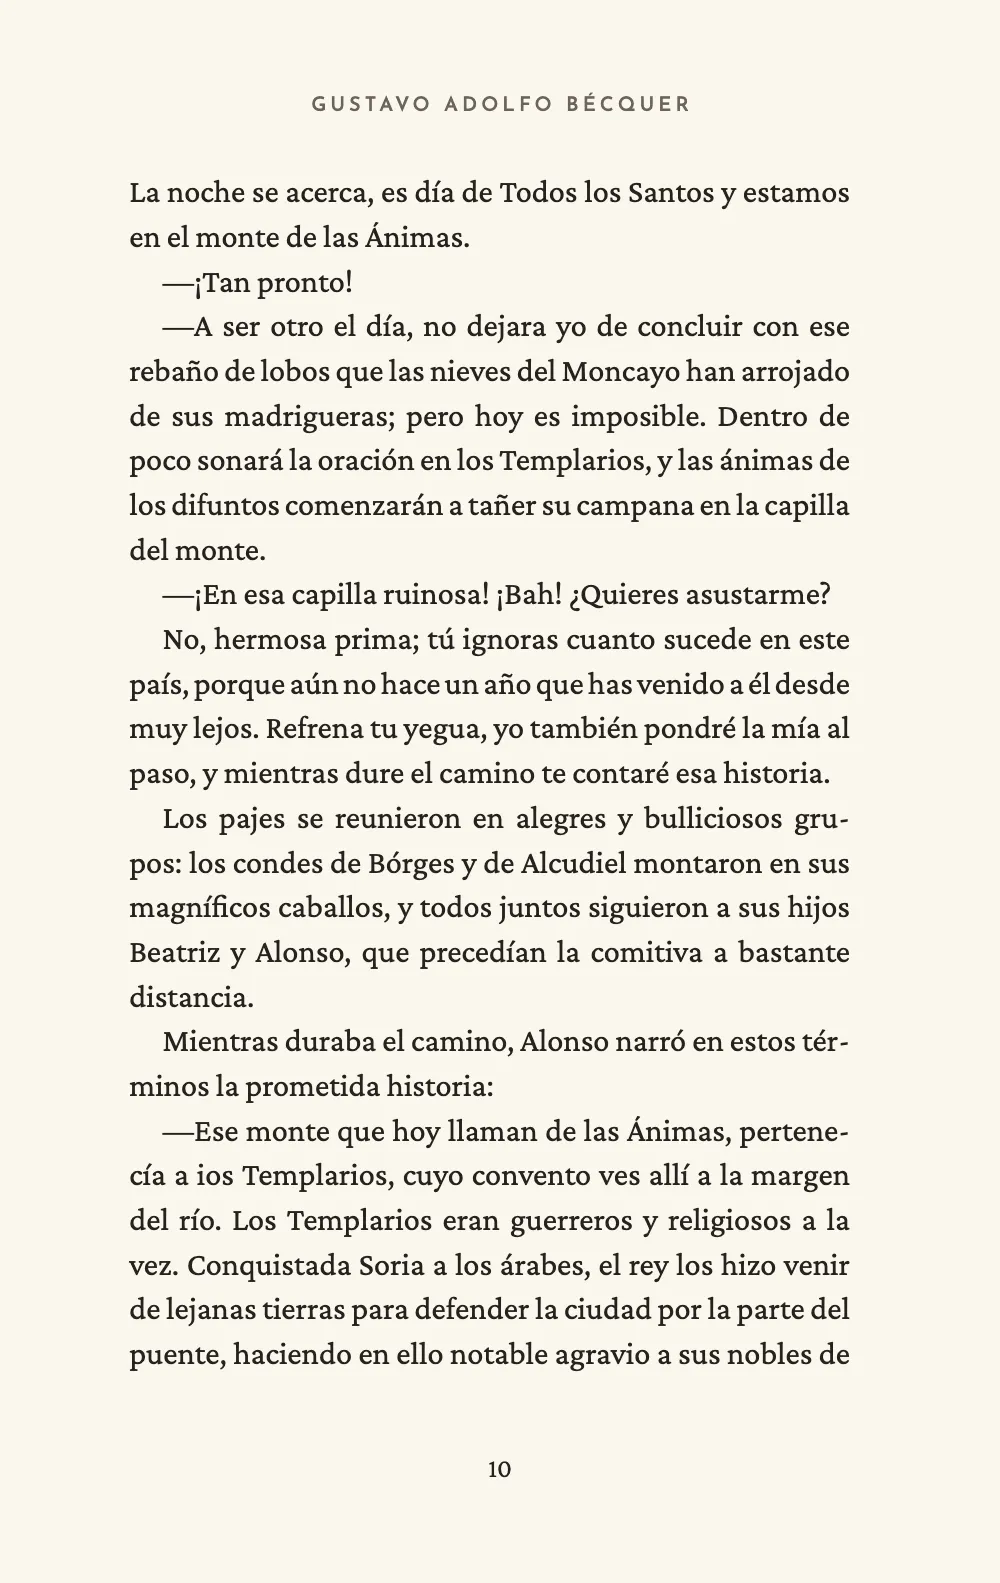 GUSTAVO ADOLFO BÉCQUER
La noche se acerca, es día de Todos los Santos y estamos
en el monte de las Ánimas.
—¡Tan pronto!
—A ser otro el día, no dejara yo de concluir con ese
rebaño de lobos que las nieves del Moncayo han arrojado
de sus madrigueras; pero hoy es imposible. Dentro de
poco sonará la oración en los Templarios, y las ánimas de
los difuntos comenzarán a tañer su campana en la capilla
del monte.
—¡En esa capilla ruinosa! ¡Bah! ¿Quieres asustarme?
No, hermosa prima; tú ignoras cuanto sucede en este
país, porque aún no hace un año que has venido a él desde
muy lejos. Refrena tu yegua, yo también pondré la mía al
paso, y mientras dure el camino te contaré esa historia.
Los pajes se reunieron en alegres y bulliciosos gru-
pos: los condes de Bórges y de Alcudiel montaron en sus
magníficos caballos, y todos juntos siguieron a sus hijos
Beatriz y Alonso, que precedían la comitiva a bastante
distancia.
Mientras duraba el camino, Alonso narró en estos tér-
minos la prometida historia:
—Ese monte que hoy llaman de las Ánimas, pertene-
cía a ios Templarios, cuyo convento ves allí a la margen
del río. Los Templarios eran guerreros y religiosos a la
vez. Conquistada Soria a los árabes, el rey los hizo venir
de lejanas tierras para defender la ciudad por la parte del
puente, haciendo en ello notable agravio a sus nobles de
10